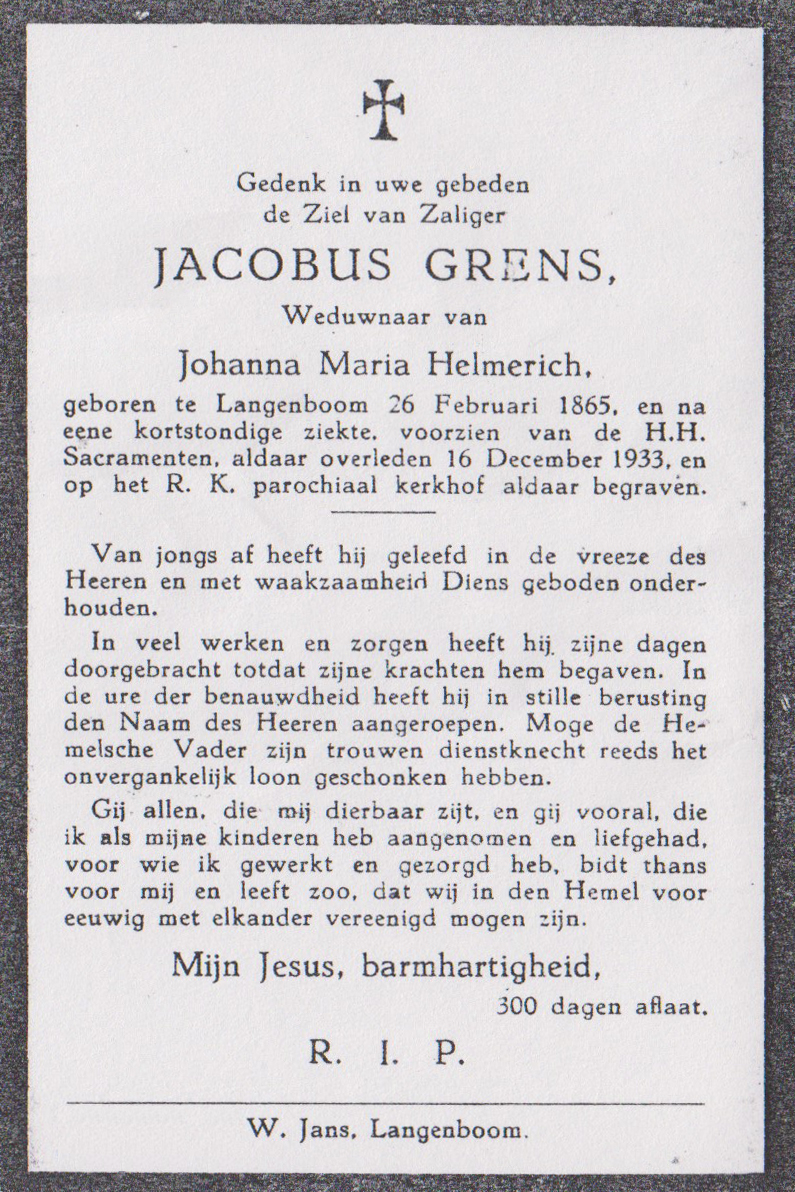 Gedenk in uwe gebeden
de Ziel van Zaliger
JACOBUS GRENS,
Weduwnaar van
Johanna Maria Helmerich,
geboren te Langenboom 26 Februari 1865, en na
eene kortstondige ziekte, voorzien van de H.H.
Sacramenten, aldaar overleden 16 December 1933, en
op het R. K. parochiaal kerkhof aldaar begraven.
Van jongs af heeft hij geleefd in de vreeze des
Heeren en met waakzaamheid Diens geboden onder-
houden.
In veel werken en zorgen heeft hij zijne dagen
doorgebracht totdat zijne krachten hem begaven. In
de ure der benauwdheid heeft hij in stille berusting
den Naam des Heeren aangeroepen. Moge de He-
melsche Vader zijn trouwen dienstknecht reeds het
onvergankelijk loon geschonken hebben.
Gij allen, die mij dierbaar zijt, en gij vooral, die
ik als mijne kinderen heb aangenomen en liefgehad,
voor wie ik gewerkt en gezorgd heb, bidt thans
voor mij en leeft zoo, dat wij in den Hemel voor
eeuwig met elkander vereenigd mogen zijn.
Mijn Jesus, barmhartigheid,
300 dagen aflaat.
R. I. P.
W. Jans, Langenboom.